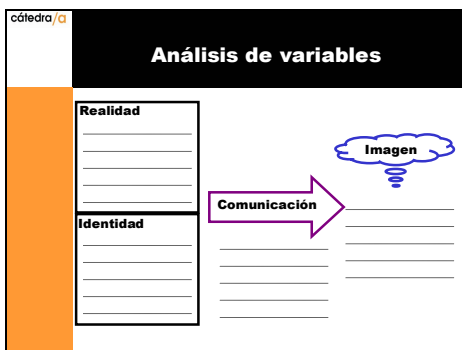 cátedra/a
Análisis de variables
Realidad
Identidad
Comunicación
Imagen